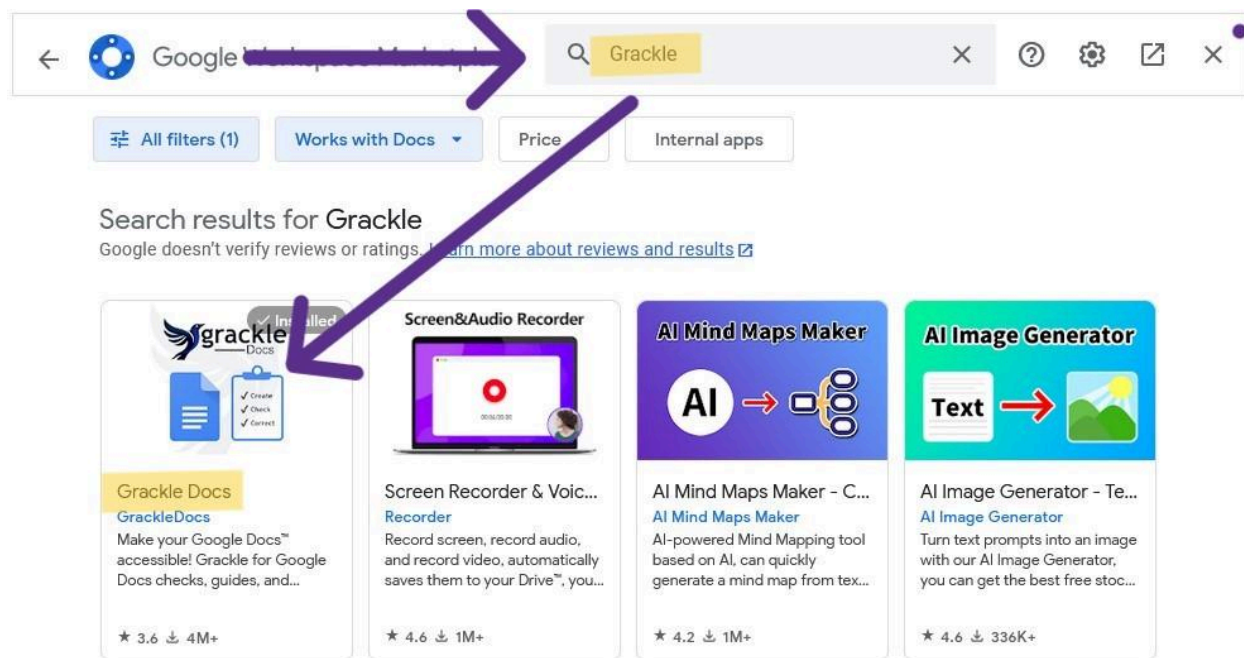 Google
Grackle
All filters (1)
Works with Docs
Price
Internal apps
Search results for Grackle
Google doesn't verify reviews or ratings. Learn more about reviews and results
Installed
grackle
Docs
Create
Check
Correct
Grackle Docs
GrackleDocs
Make your Google Docs™
accessible! Grackle for Google
Docs checks, guides, and...
★ 3.6 4M+
Screen&Audio Recorder
00:06:00:00
Screen Recorder & Voic...
Recorder
Record screen, record audio,
and record video, automatically
saves them to your Drive™, you...
★ 4.6 1M+
AI Mind Maps Maker
AI
AI Mind Maps Maker - C...
AI Mind Maps Maker
AI-powered Mind Mapping tool
based on AI, can quickly
generate a mind map from tex...
★ 4.2 1M+
AI Image Generator
Text
AI Image Generator - Te...
AI Image Generator
Turn text prompts into an image
with our AI Image Generator,
you can get the best free stoc...
★ 4.6 336K+